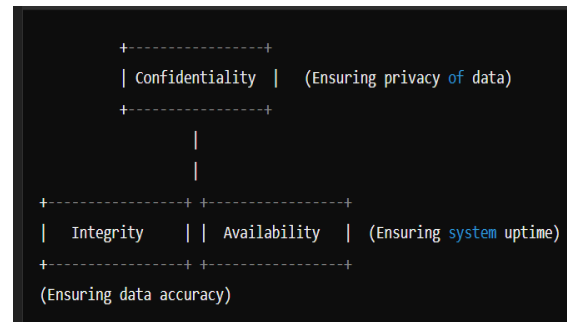 +-----------------+
| Confidentiality | (Ensuring privacy of data)
+-----------------+
|
|
+-----------------+ +-----------------+
| Integrity | | Availability | (Ensuring system uptime)
+-----------------+ +-----------------+
(Ensuring data accuracy)